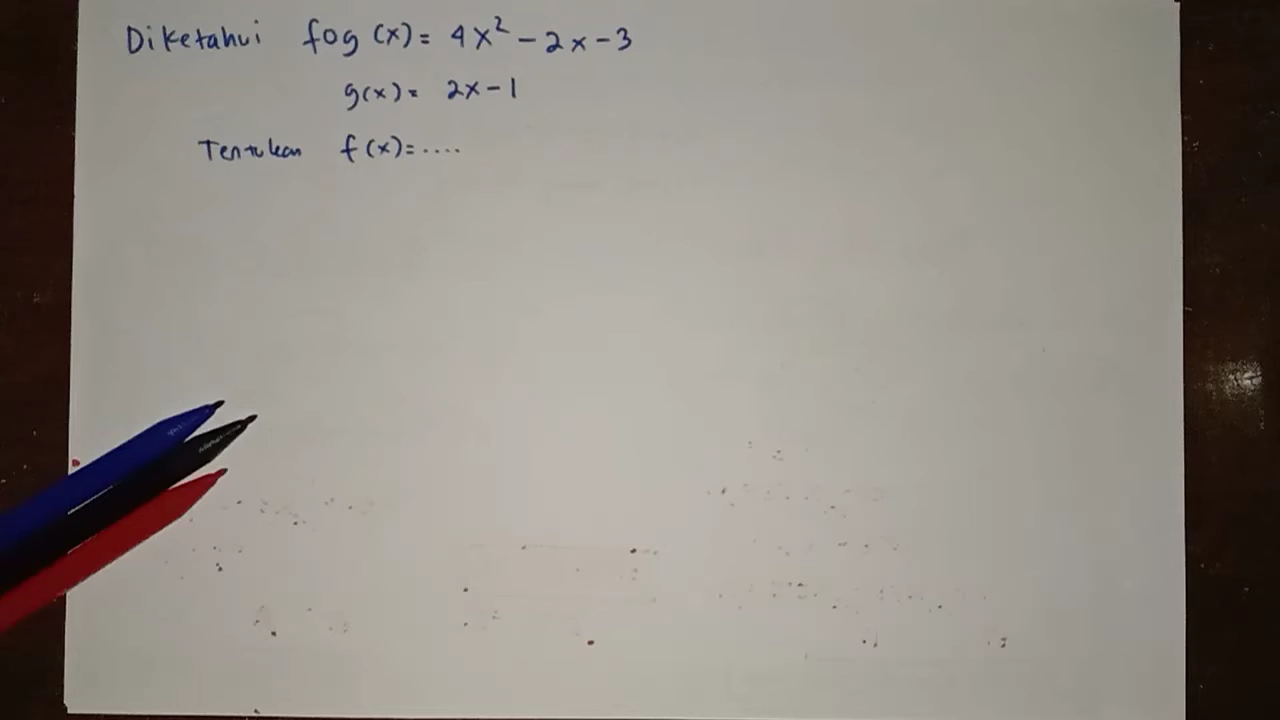 Diketahui fog (x) = 4x² - 2x - 3
g(x) = 2x - 1
Tentukan f(x) = ....